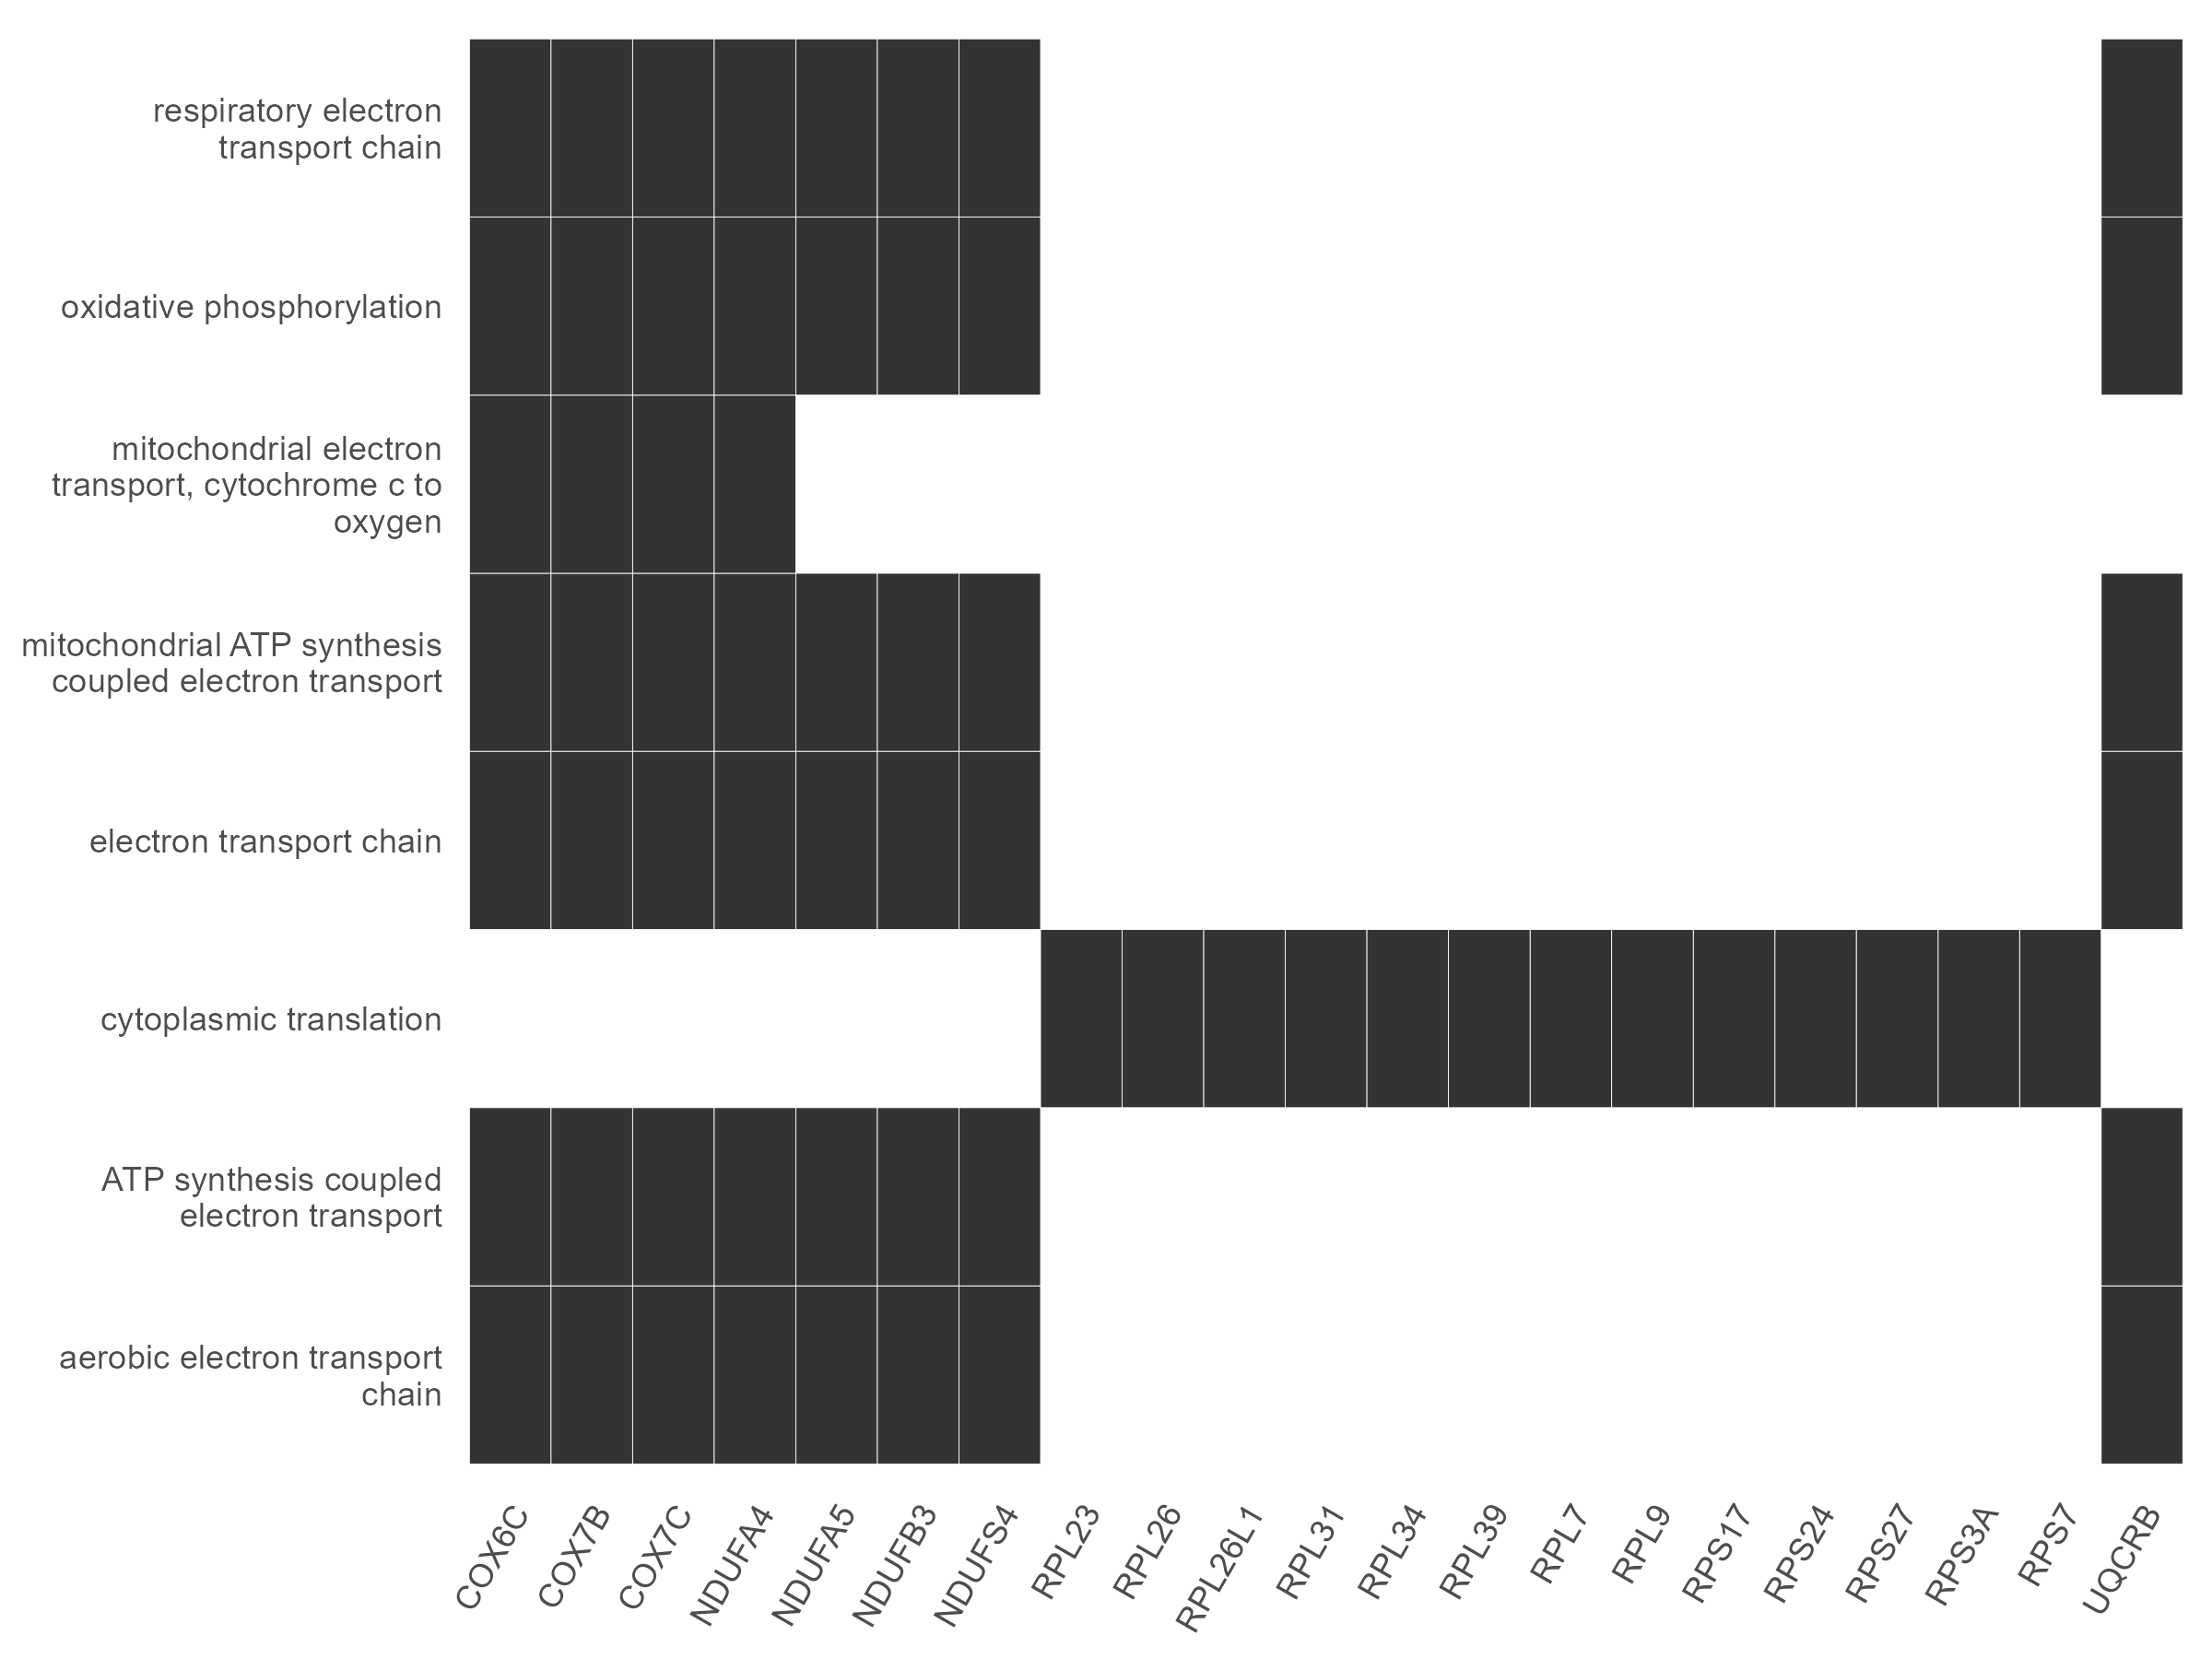 respiratory electron
transport chain
oxidative phosphorylation
mitochondrial electron
transport, cytochrome c to
oxygen
mitochondrial ATP synthesis
coupled electron transport
electron transport chain
cytoplasmic translation
ATP synthesis coupled
electron transport
aerobic electron transport
chain
COX6C
COX7B
COX7C
NDUFA4
NDUFA5
NDUFB3
NDUFS4
RPL23
RPL26
RPL26L1
RPL31
RPL34
RPL39
RPL7
RPL9
RPS17
RPS24
RPS27
RPS3A
RPS7
UQCRB